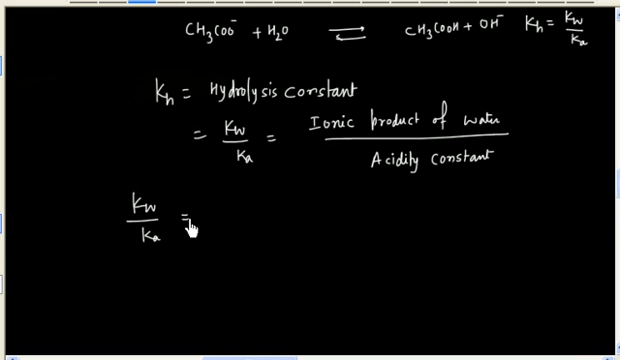 CH₃COO⁻ + H₂O ⇌ CH₃COOH + OH⁻ Kh = Kw/Ka
Kh = Hydrolysis constant
= Kw/Ka = Ionic product of water / Acidity constant
Kw/Ka =